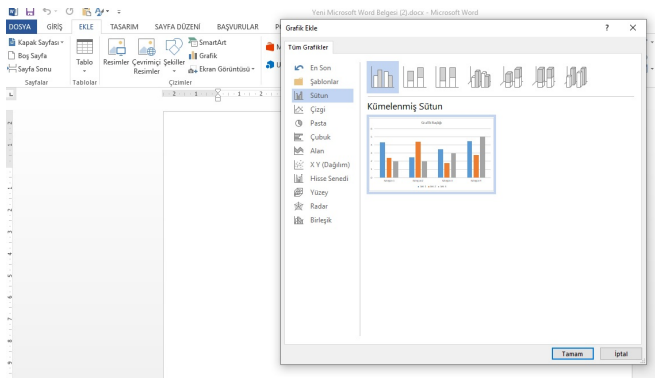 Yeni Microsoft Word Belgesi (2).docx - Microsoft Word
DOSYA GİRİŞ EKLE TASARIM SAYFA DÜZENİ BAŞVURULAR
Kapak Sayfası
Boş Sayfa
Sayfa Sonu
Sayfalar
Tablo
Tablolar
Resimler
Çevrimiçi Resimler
Şekiller
SmartArt
Grafik
Ekran Görüntüsü
Çizimler
Grafik Ekle
Tüm Grafikler
En Son
Şablonlar
Sütun
Çizgi
Pasta
Çubuk
Alan
X Y (Dağılım)
Hisse Senedi
Yüzey
Radar
Birleşik
Kümelenmiş Sütun
Tamam İptal